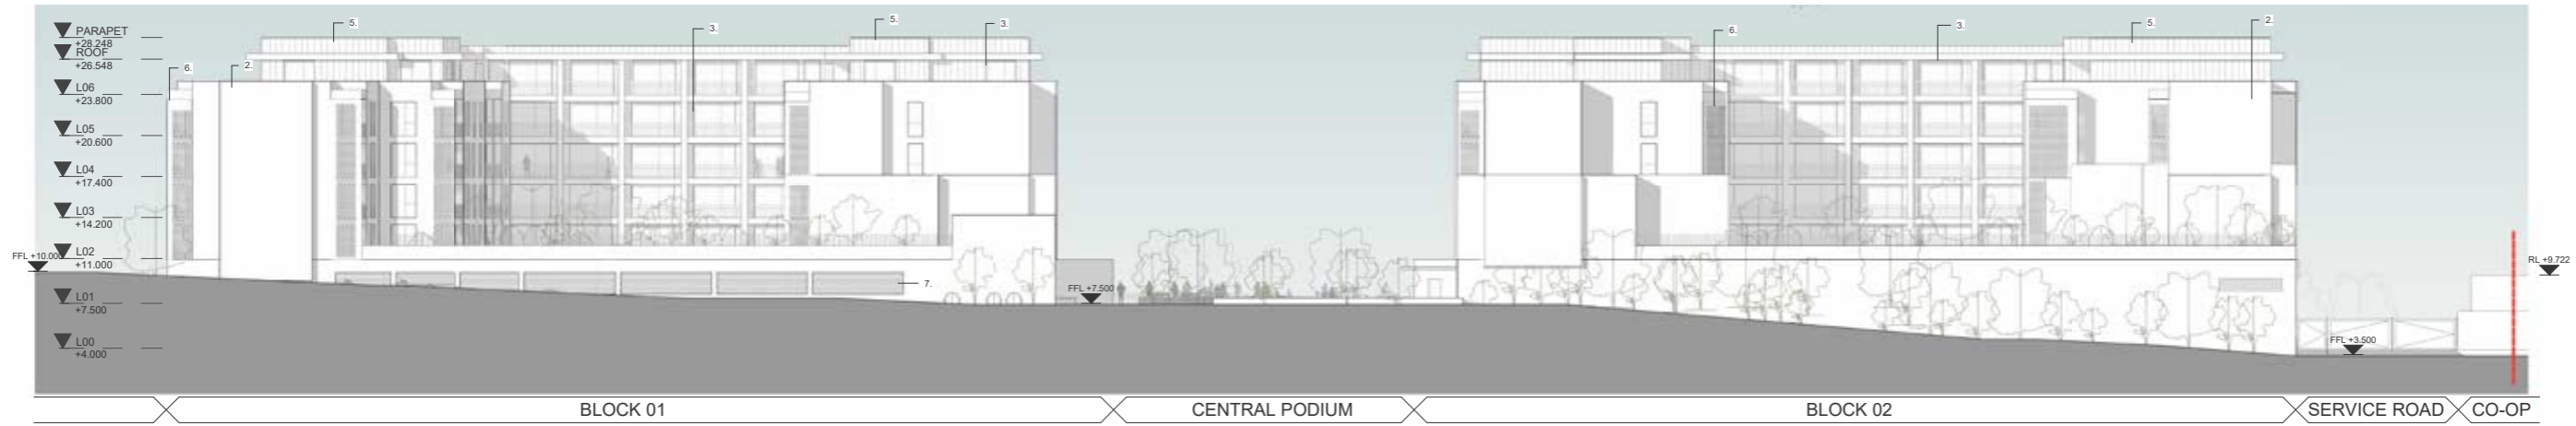 5.
5.
3.
3.
6.
3.
5.
2.
PARAPET
+28.248
ROOF
+26.548
6.
2.
L06
+23.800
L05
+20.600
L04
+17.400
L03
+14.200
L02
+11.000
FFL +10.000
RL +9.722
7.
FFL +7.500
L01
+7.500
L00
+4.000
FFL +3.500
BLOCK 01
CENTRAL PODIUM
BLOCK 02
SERVICE ROAD
CO-OP